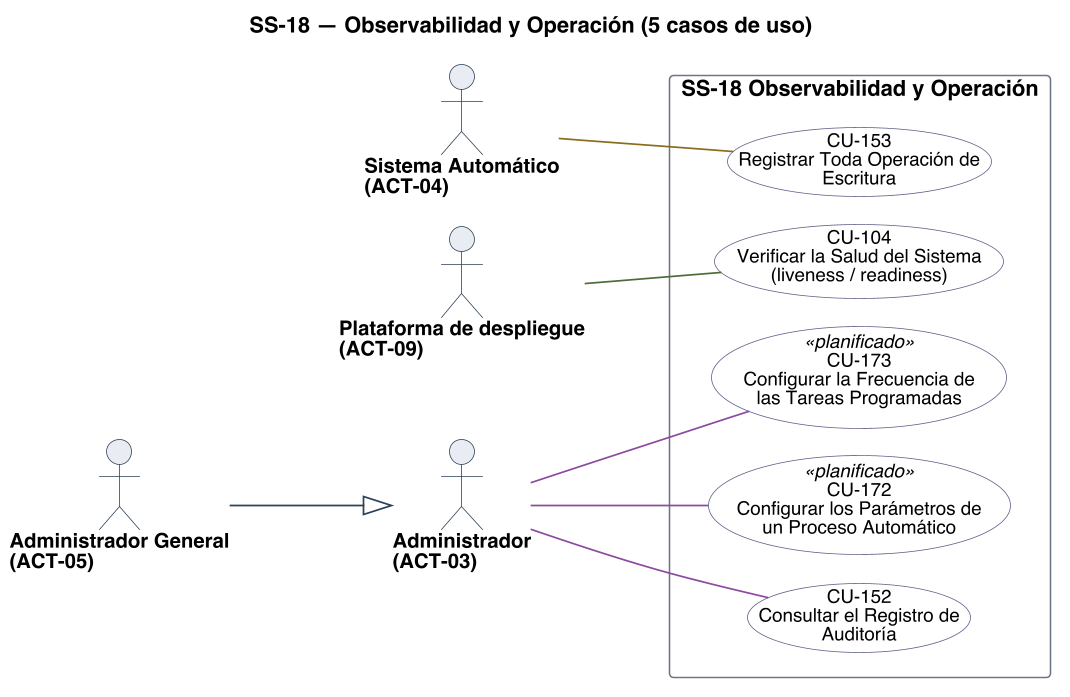 SS-18 — Observabilidad y Operación (5 casos de uso)
SS-18 Observabilidad y Operación
Sistema Automático
(ACT-04)
CU-153
Registrar Toda Operación de
Escritura
Plataforma de despliegue
(ACT-09)
CU-104
Verificar la Salud del Sistema
(liveness / readiness)
«planificado»
CU-173
Configurar la Frecuencia de
las Tareas Programadas
Administrador General
(ACT-05)
Administrador
(ACT-03)
«planificado»
CU-172
Configurar los Parámetros de
un Proceso Automático
CU-152
Consultar el Registro de
Auditoría